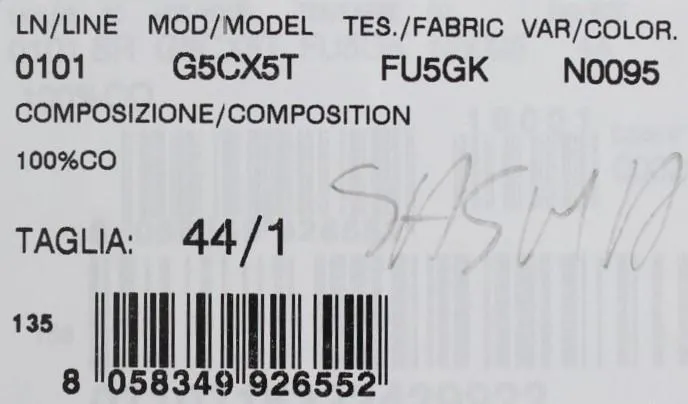 LN/LINE MOD/MODEL TES./FABRIC VAR/COLOR.
0101 G5CX5T FU5GK N0095
COMPOSIZIONE/COMPOSITION
100%CO
TAGLIA: 44/1
135
8 058349 926552